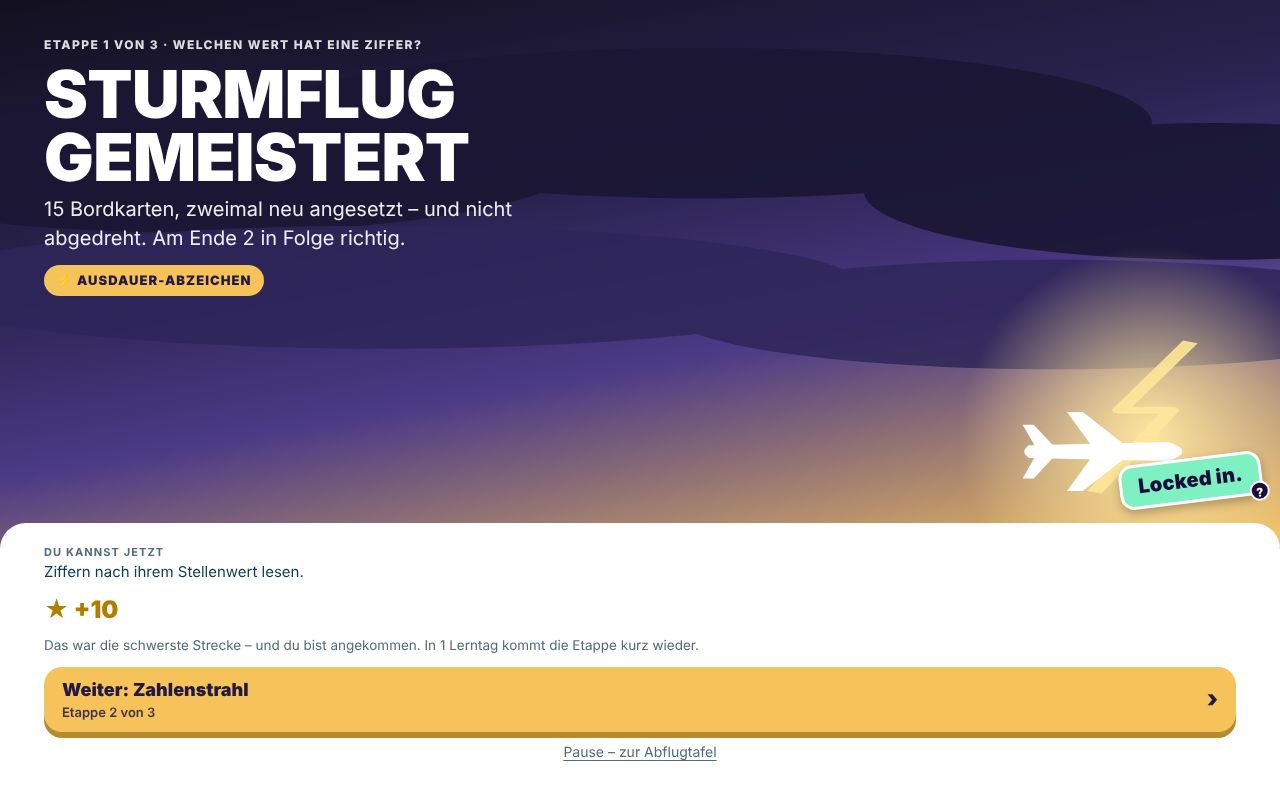 ETAPPE 1 VON 3 · WELCHEN WERT HAT EINE ZIFFER?
STURMFLUG
GEMEISTERT
15 Bordkarten, zweimal neu angesetzt – und nicht
abgedreht. Am Ende 2 in Folge richtig.
⚡ AUSDAUER-ABZEICHEN
Locked in.
?
DU KANNST JETZT
Ziffern nach ihrem Stellenwert lesen.
★ +10
Das war die schwerste Strecke – und du bist angekommen. In 1 Lerntag kommt die Etappe kurz wieder.
Weiter: Zahlenstrahl
Etappe 2 von 3
›
Pause – zur Abflugtafel